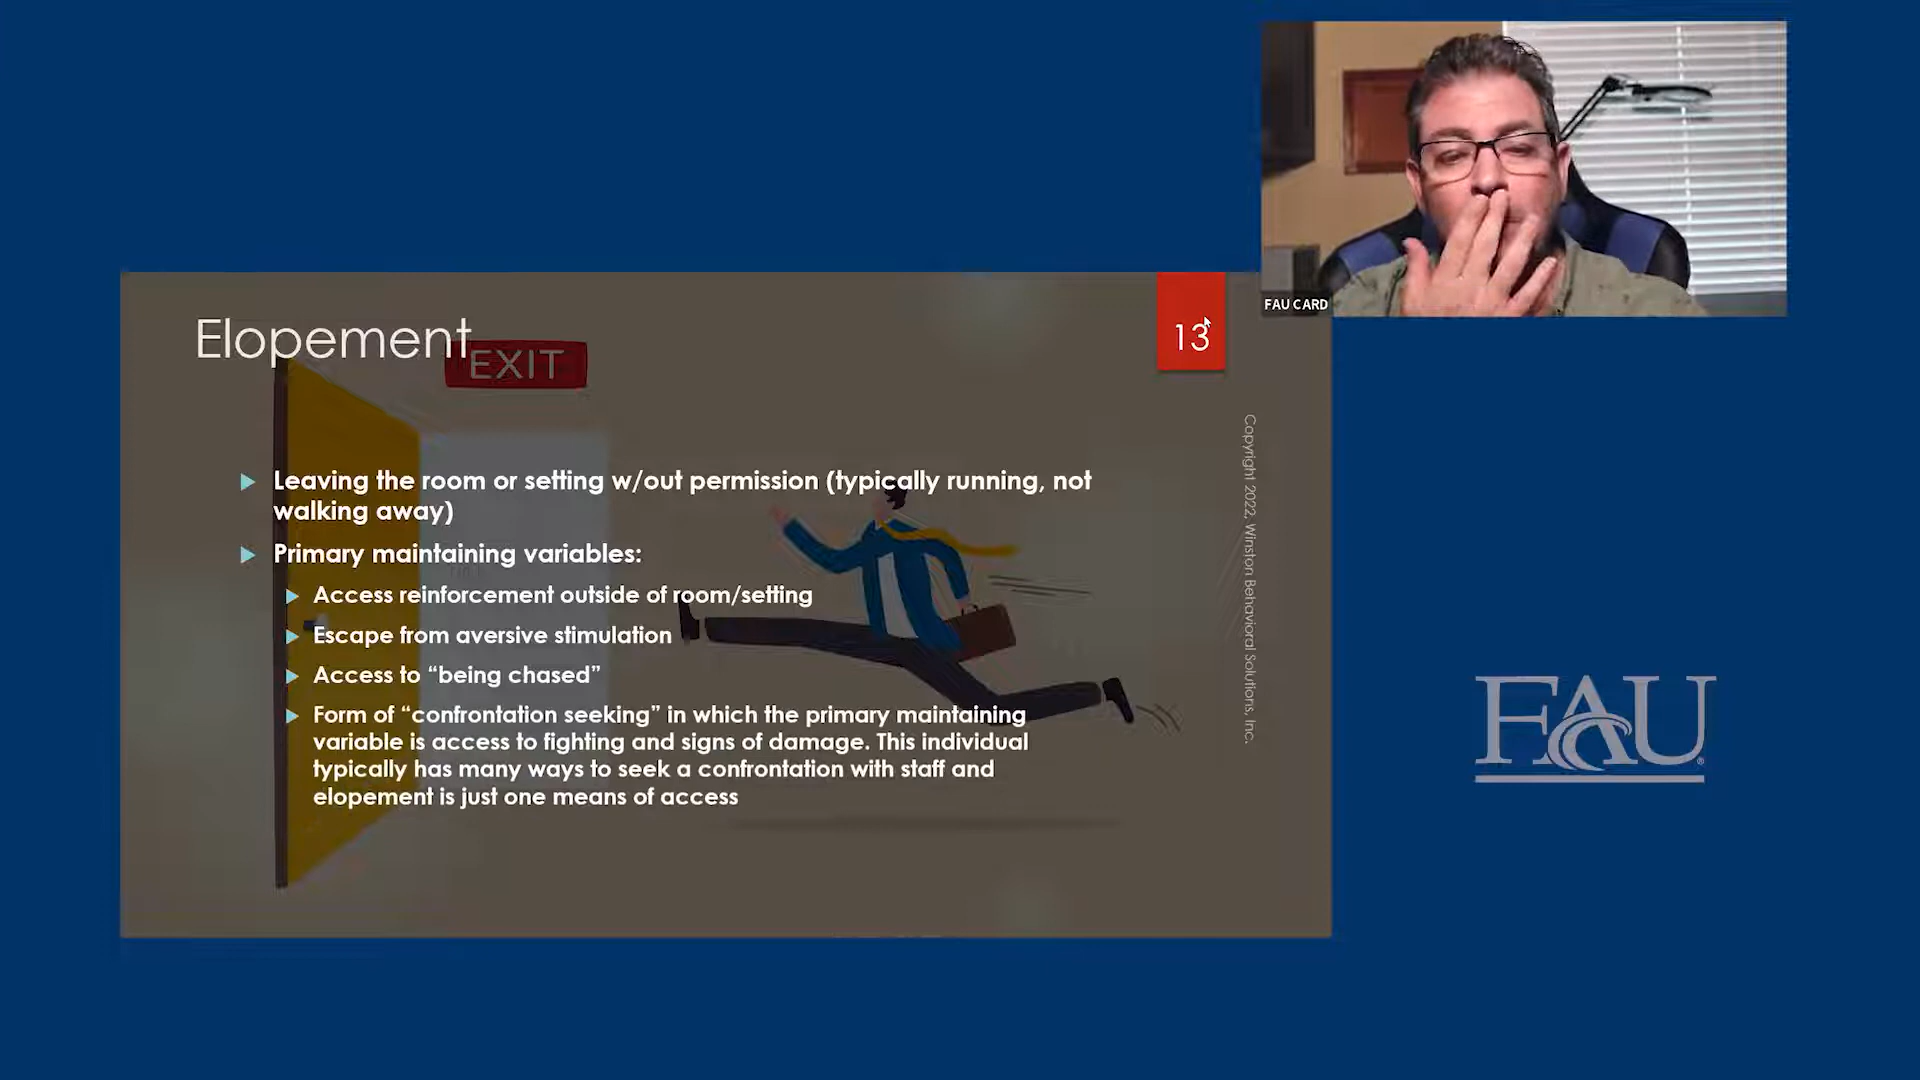 FAU CARD
Elopement
EXIT
13
Leaving the room or setting w/out permission (typically running, not
walking away)
Primary maintaining variables:
Access reinforcement outside of room/setting
Escape from aversive stimulation
Access to “being chased”
Form of “confrontation seeking” in which the primary maintaining
variable is access to fighting and signs of damage. This individual
typically has many ways to seek a confrontation with staff and
elopement is just one means of access
Copyright 2022, Winston Behavioral Solutions, Inc.
FAU